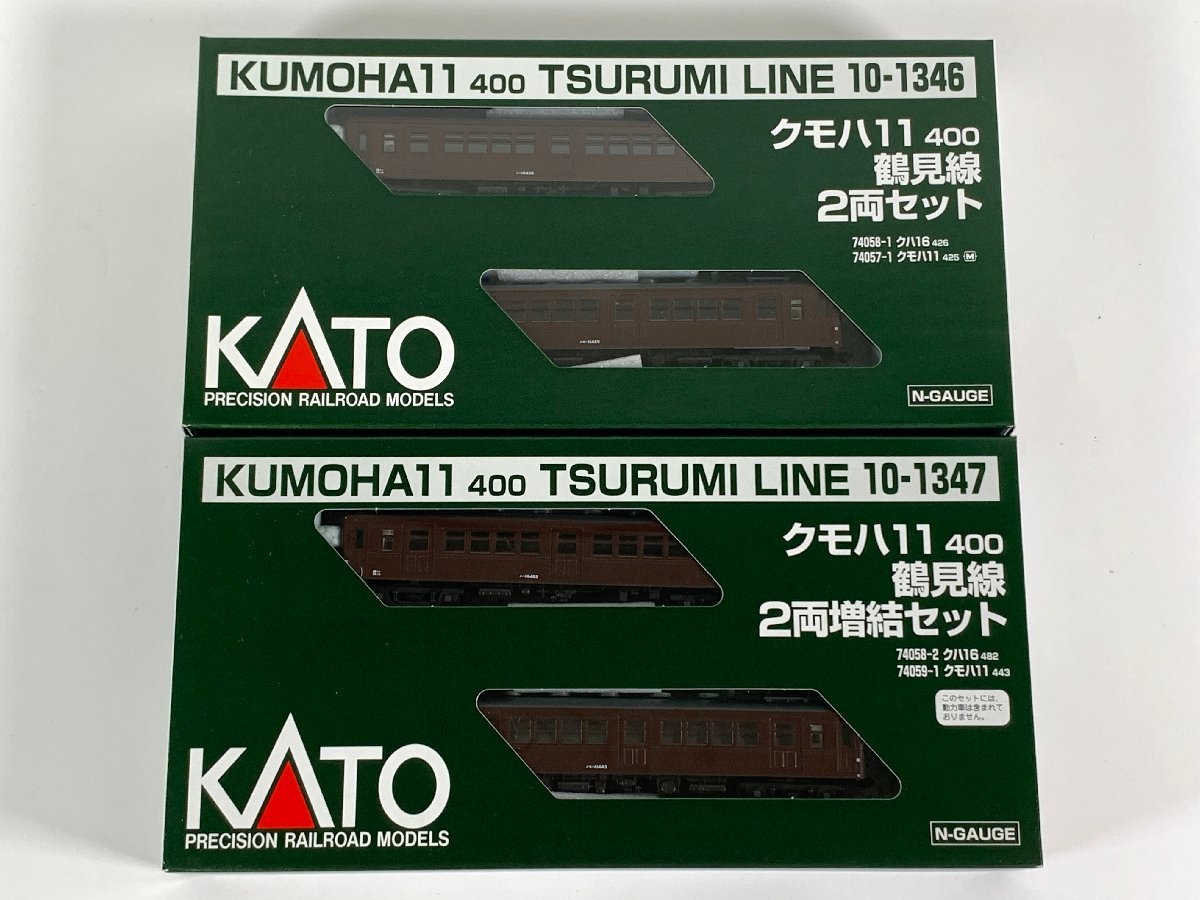 KUMOHA11 400 TSURUMI LINE 10-1346
クモハ11 400
鶴見線
2両セット
74058-1 クハ16 426
74057-1 クモハ11 425 M
KATO
PRECISION RAILROAD MODELS
N-GAUGE
KUMOHA11 400 TSURUMI LINE 10-1347
クモハ11 400
鶴見線
2両増結セット
74058-2 クハ16 482
74059-1 クモハ11 443
このセットには、
動力車は含まれて
おりません。
KATO
PRECISION RAILROAD MODELS
N-GAUGE